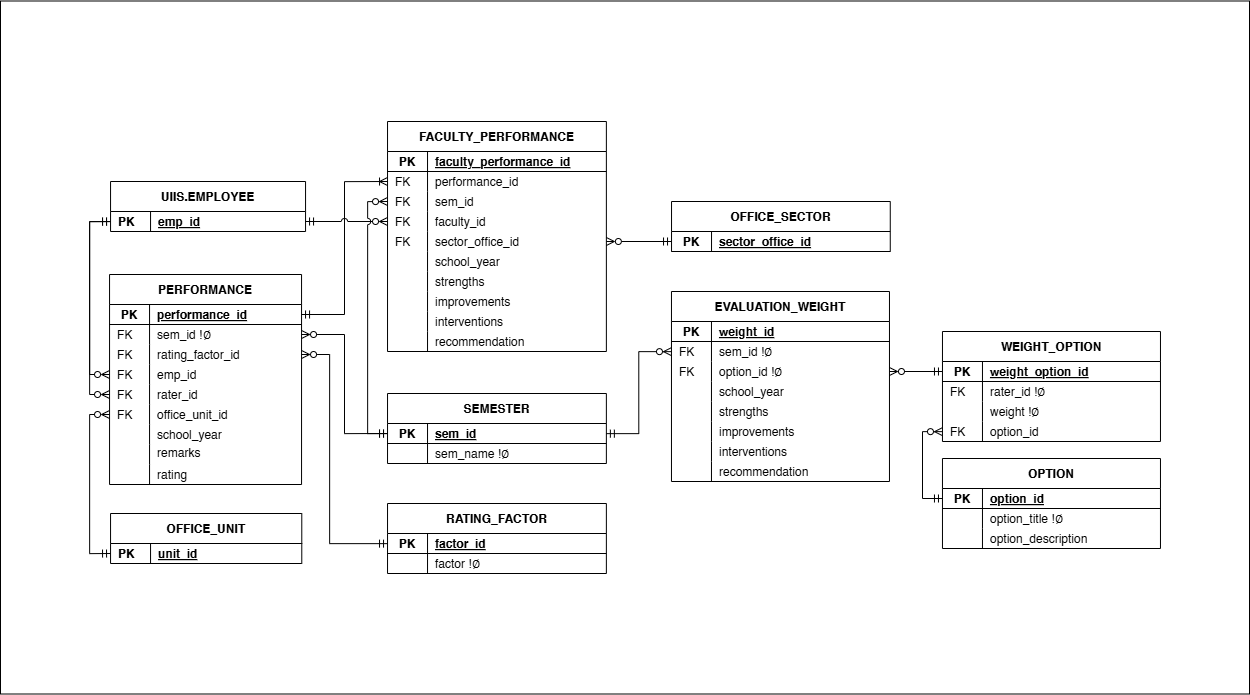 FACULTY_PERFORMANCE
PK faculty_performance_id
FK performance_id
FK sem_id
FK faculty_id
FK sector_office_id
school_year
strengths
improvements
interventions
recommendation
UIIS.EMPLOYEE
PK emp_id
OFFICE_SECTOR
PK sector_office_id
PERFORMANCE
PK performance_id
FK sem_id !Ø
FK rating_factor_id
FK emp_id
FK rater_id
FK office_unit_id
school_year
remarks
rating
EVALUATION_WEIGHT
PK weight_id
FK sem_id !Ø
FK option_id !Ø
school_year
strengths
improvements
interventions
recommendation
WEIGHT_OPTION
PK weight_option_id
FK rater_id !Ø
weight !Ø
FK option_id
SEMESTER
PK sem_id
sem_name !Ø
OPTION
PK option_id
option_title !Ø
option_description
RATING_FACTOR
PK factor_id
factor !Ø
OFFICE_UNIT
PK unit_id